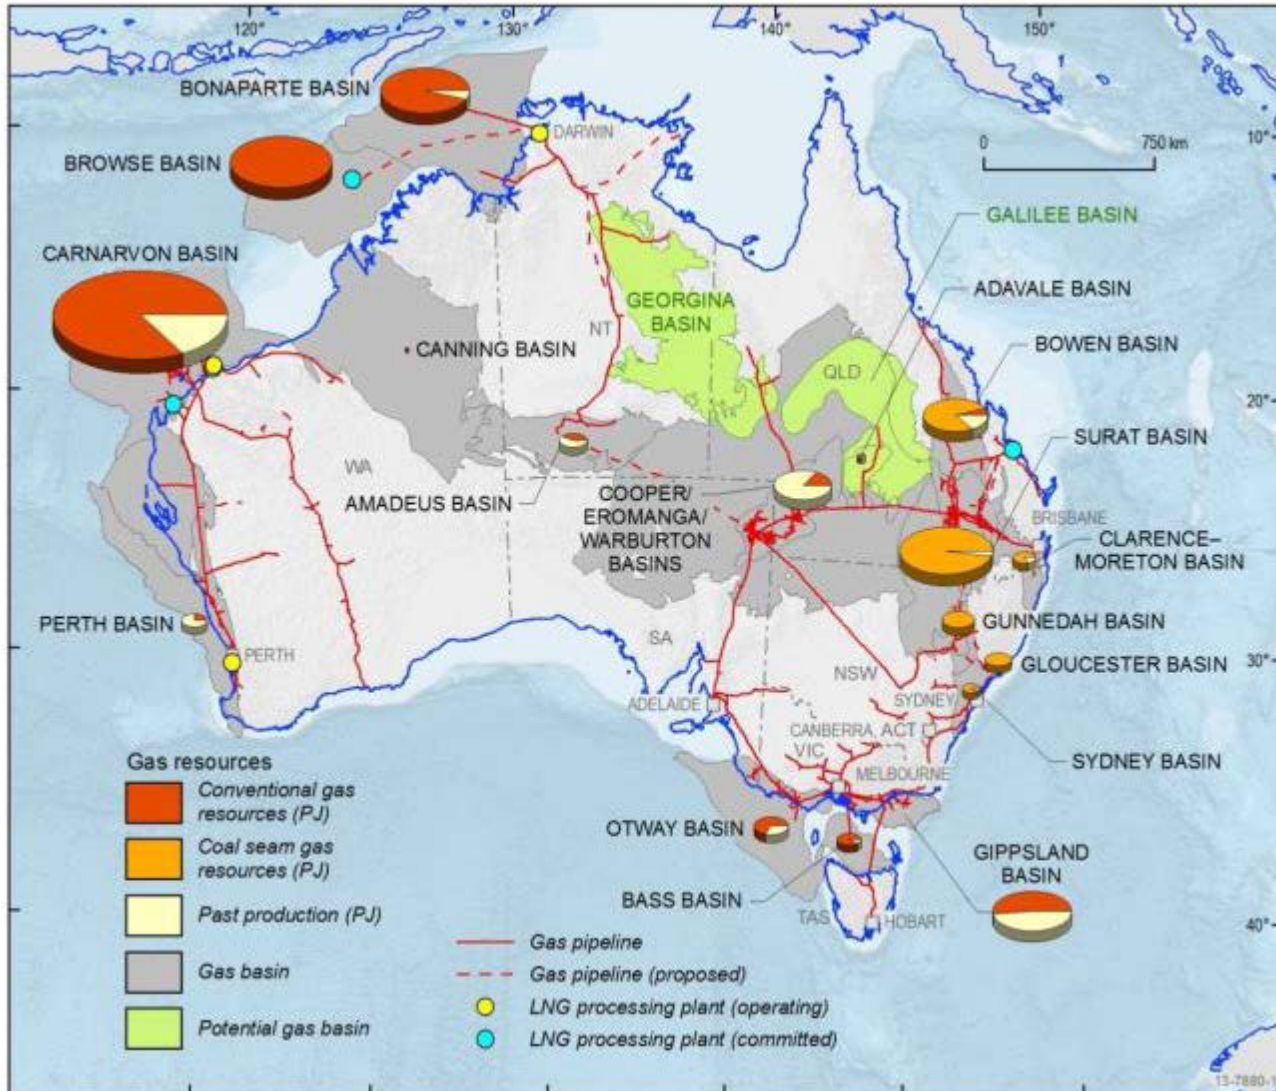 120°
130°
140°
150°
BONAPARTE BASIN
DARWIN
10°
BROWSE BASIN
0
750 km
GALILEE BASIN
CARNARVON BASIN
ADAVALE BASIN
GEORGINA
BASIN
NT
BOWEN BASIN
CANNING BASIN
QLD
20°
SURAT BASIN
WA
AMADEUS BASIN
COOPER/
EROMANGA/
WARBURTON
BASINS
BRISBANE
CLARENCE–
MORETON BASIN
PERTH BASIN
GUNNEDAH BASIN
SA
PERTH
NSW
GLOUCESTER BASIN
30°
ADELAIDE
SYDNEY
CANBERRA ACT
VIC
SYDNEY BASIN
MELBOURNE
Gas resources
Conventional gas
resources (PJ)
Coal seam gas
resources (PJ)
Past production (PJ)
Gas basin
Potential gas basin
OTWAY BASIN
GIPPSLAND
BASIN
BASS BASIN
TAS
HOBART
40°
Gas pipeline
Gas pipeline (proposed)
LNG processing plant (operating)
LNG processing plant (committed)
13-7880-1